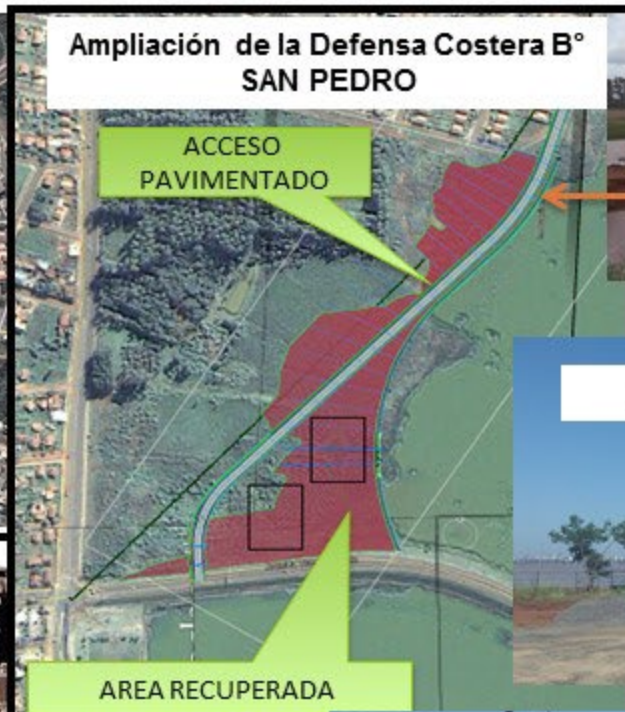 Ampliación de la Defensa Costera B°
SAN PEDRO
ACCESO
PAVIMENTADO
AREA RECUPERADA